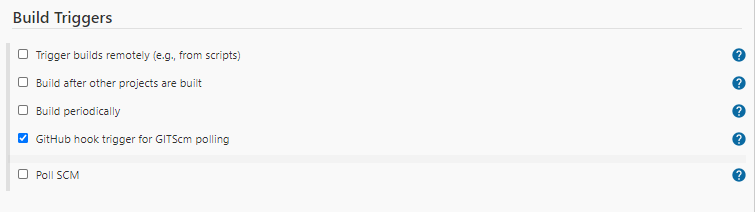 Build Triggers
Trigger builds remotely (e.g., from scripts)
?
Build after other projects are built
?
Build periodically
?
GitHub hook trigger for GITScm polling
?
Poll SCM
?